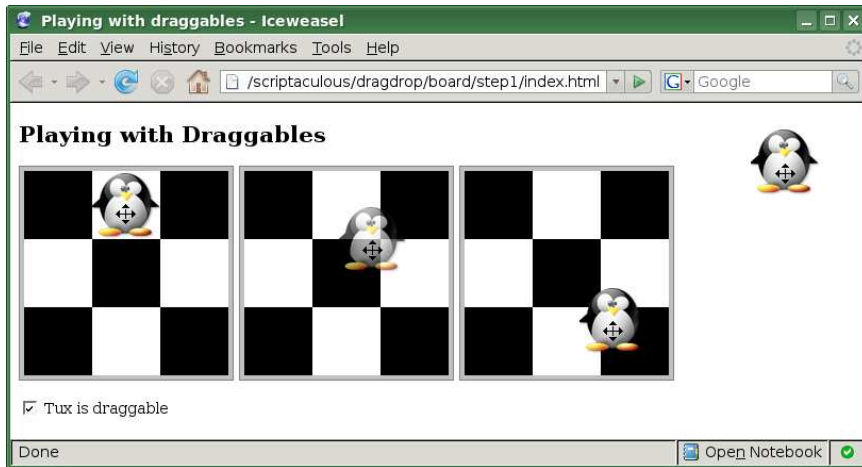 Playing with draggables - Iceweasel
File Edit View History Bookmarks Tools Help
/scriptaculous/dragdrop/board/step1/index.html
G Google
Playing with Draggables
Tux is draggable
Done
Open Notebook